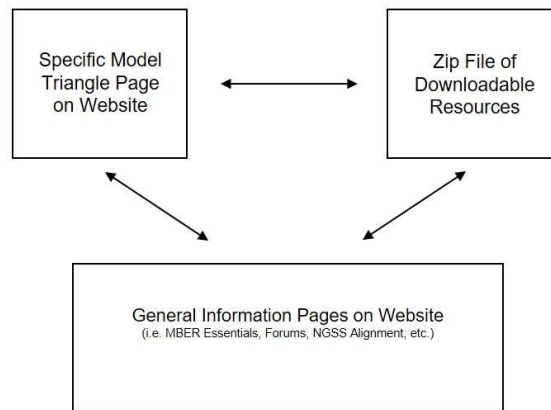 Specific Model
Triangle Page
on Website
Zip File of
Downloadable
Resources
General Information Pages on Website
(i.e. MBER Essentials, Forums, NGSS Alignment, etc.)